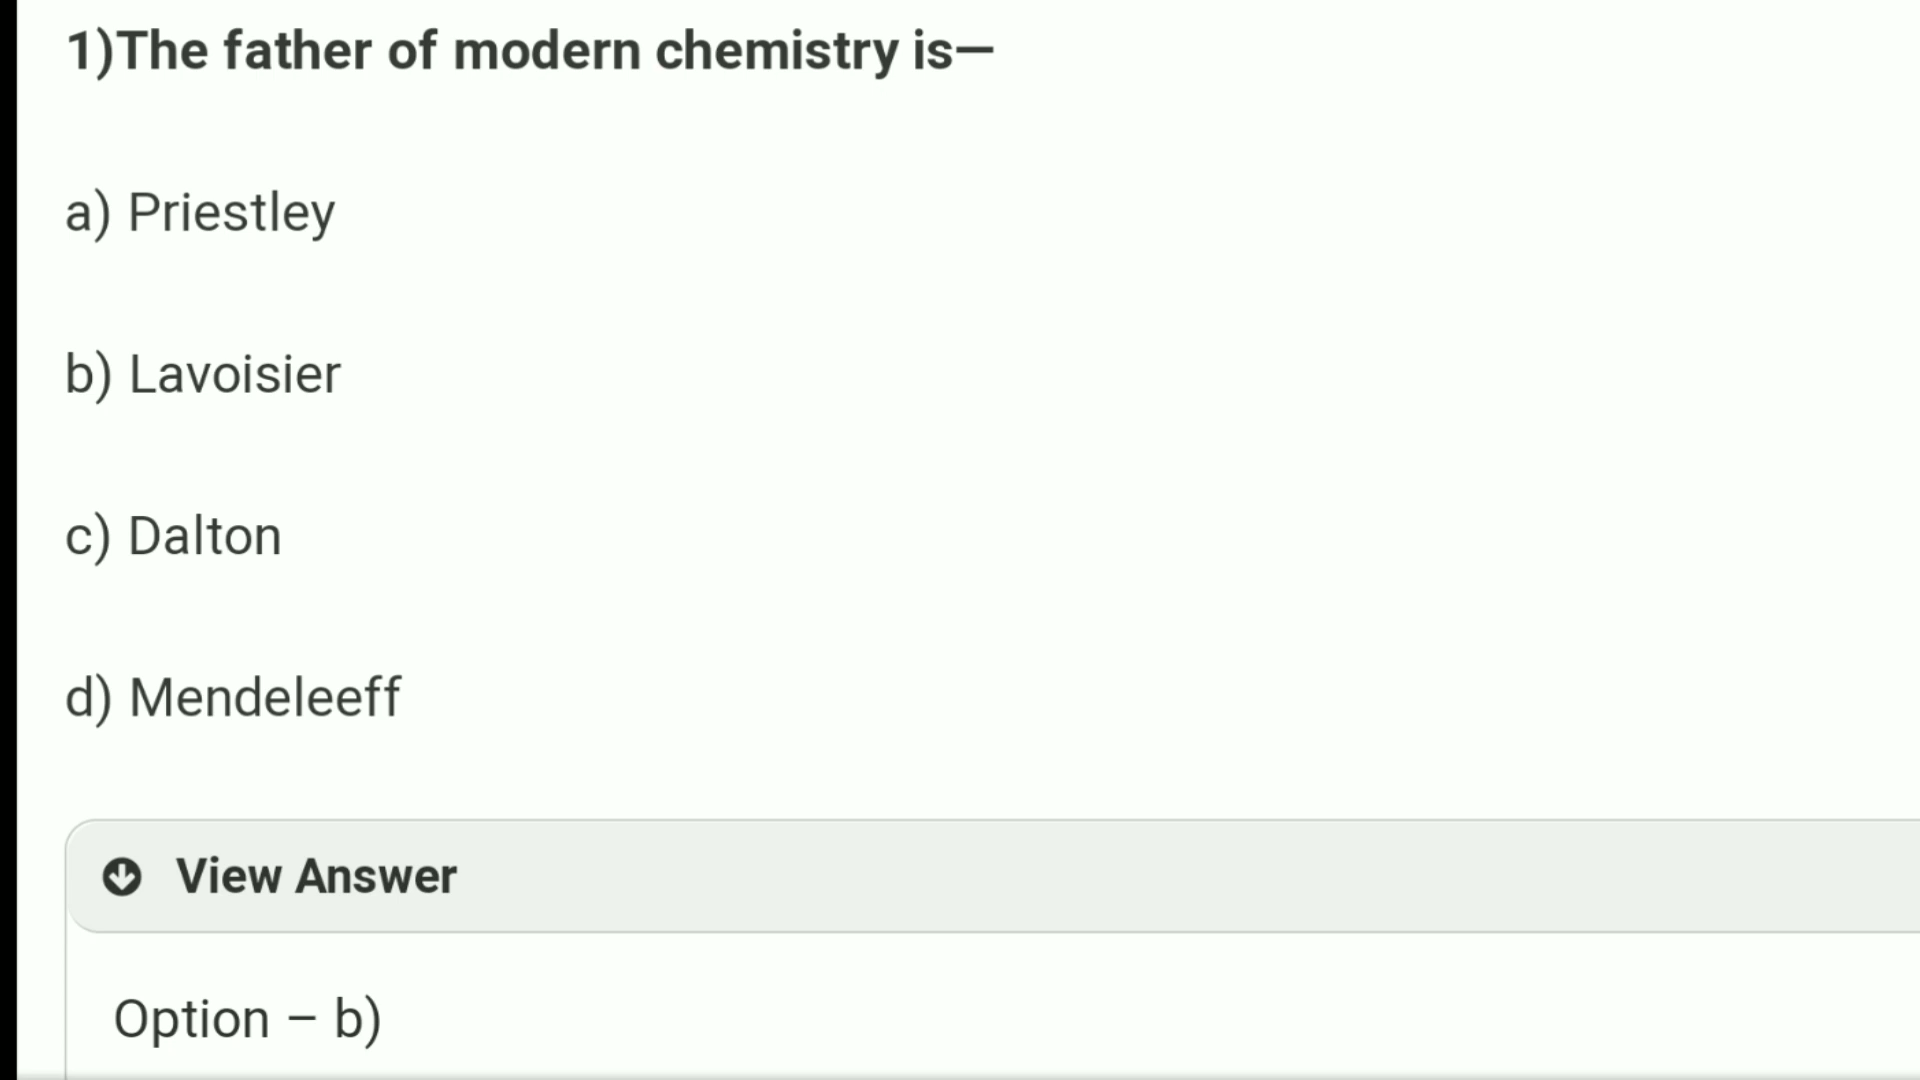 1)The father of modern chemistry is—
a) Priestley
b) Lavoisier
c) Dalton
d) Mendeleeff
View Answer
Option – b)